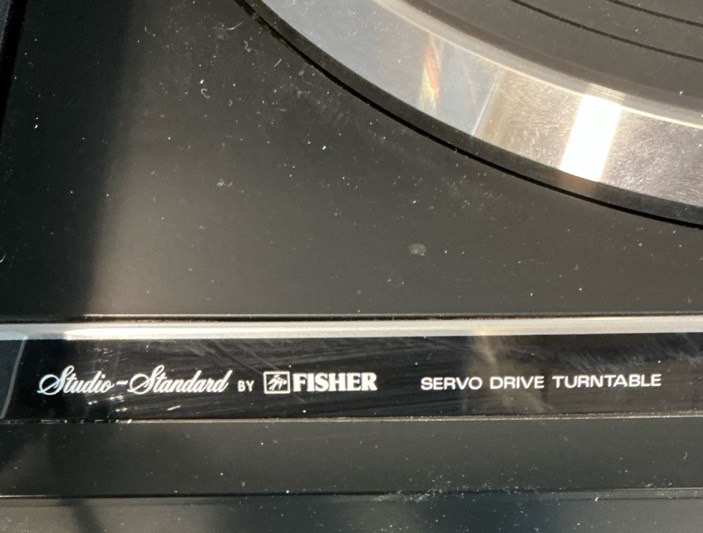 Studio-Standard BY FISHER SERVO DRIVE TURNTABLE